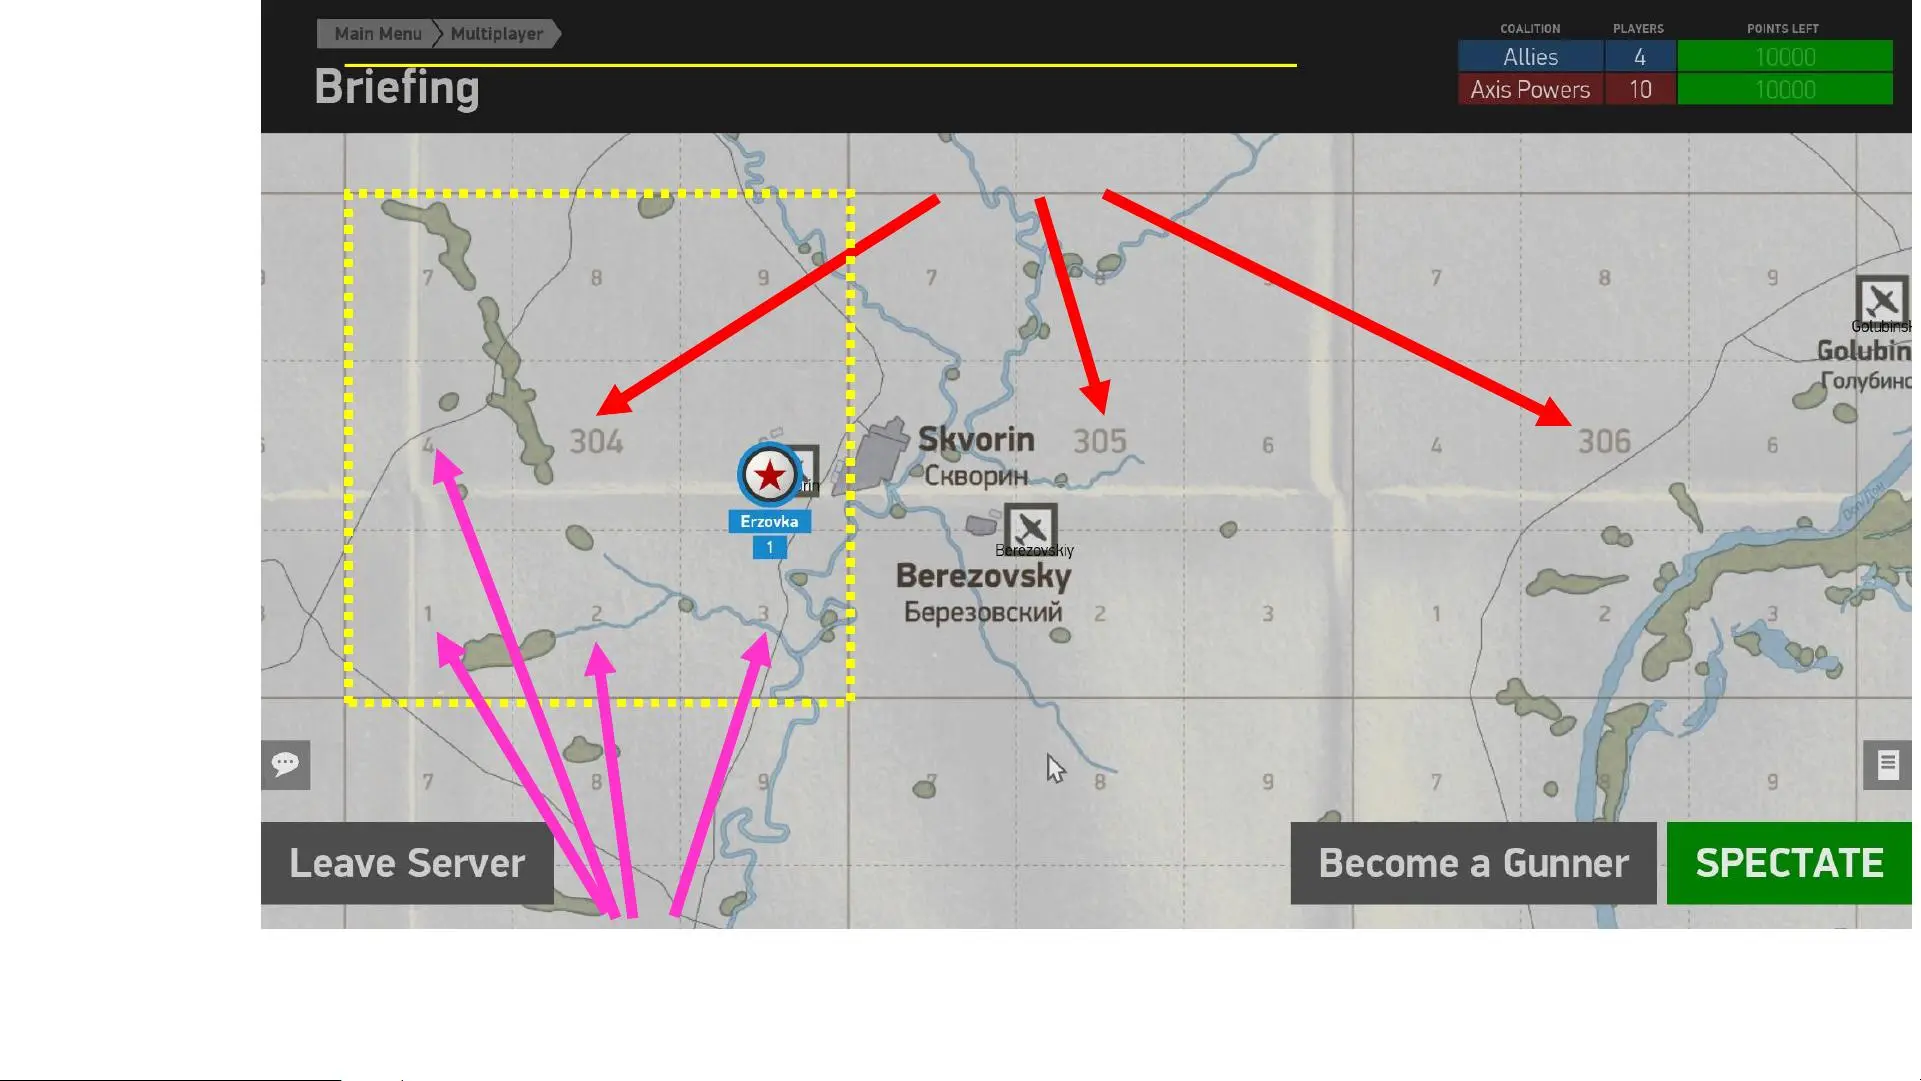 Main Menu
Multiplayer
Briefing
COALITION PLAYERS POINTS LEFT
Allies 4 10000
Axis Powers 10 10000
7 8 9 7 8 7 8 9
Golubin
Голубино
4 304 Skvorin 305 6 4 306 6
Скворин
Erzovka
1
Berezovskiy
Berezovsky
Березовский
1 2 3 2 3 1 2 3
7 8 9 7 8 9 7 8 9
Don/Дон
Leave Server
Become a Gunner
SPECTATE